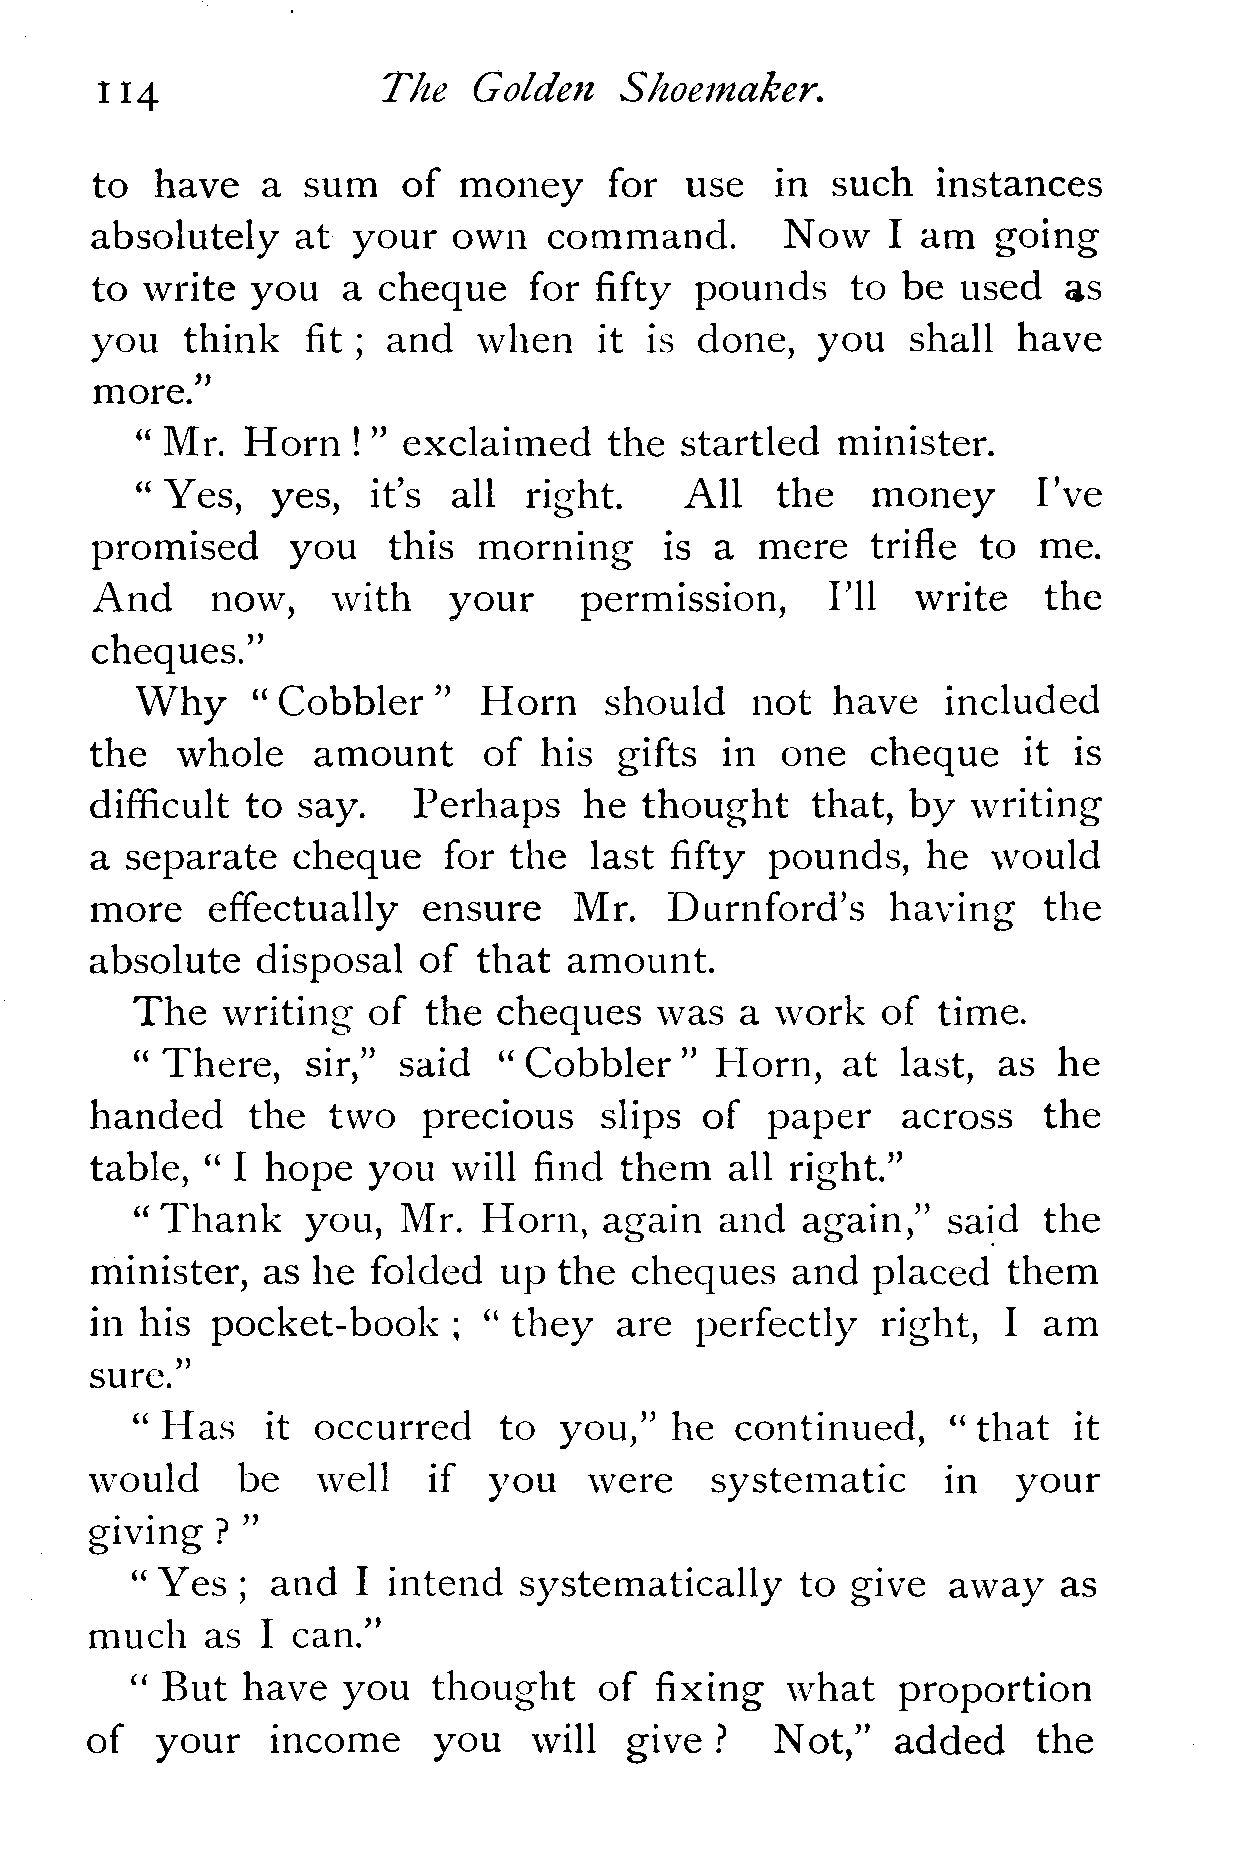 114 The Golden Shoemaker.
to have a sum of money for use in such instances
absolutely at your own command. Now I am going
to write you a cheque for fifty pounds to be used as
you think fit ; and when it is done, you shall have
more."
" Mr. Horn ! " exclaimed the startled minister.
" Yes, yes, it's all right. All the money I've
promised you this morning is a mere trifle to me.
And now, with your permission, I'll write the
cheques."
Why " Cobbler " Horn should not have included
the whole amount of his gifts in one cheque it is
difficult to say. Perhaps he thought that, by writing
a separate cheque for the last fifty pounds, he would
more effectually ensure Mr. Durnford's having the
absolute disposal of that amount.
The writing of the cheques was a work of time.
" There, sir," said " Cobbler " Horn, at last, as he
handed the two precious slips of paper across the
table, " I hope you will find them all right."
" Thank you, Mr. Horn, again and again," said the
minister, as he folded up the cheques and placed them
in his pocket-book ; " they are perfectly right, I am
sure."
" Has it occurred to you," he continued, " that it
would be well if you were systematic in your
giving ? "
" Yes ; and I intend systematically to give away as
much as I can."
" But have you thought of fixing what proportion
of your income you will give ? Not," added the